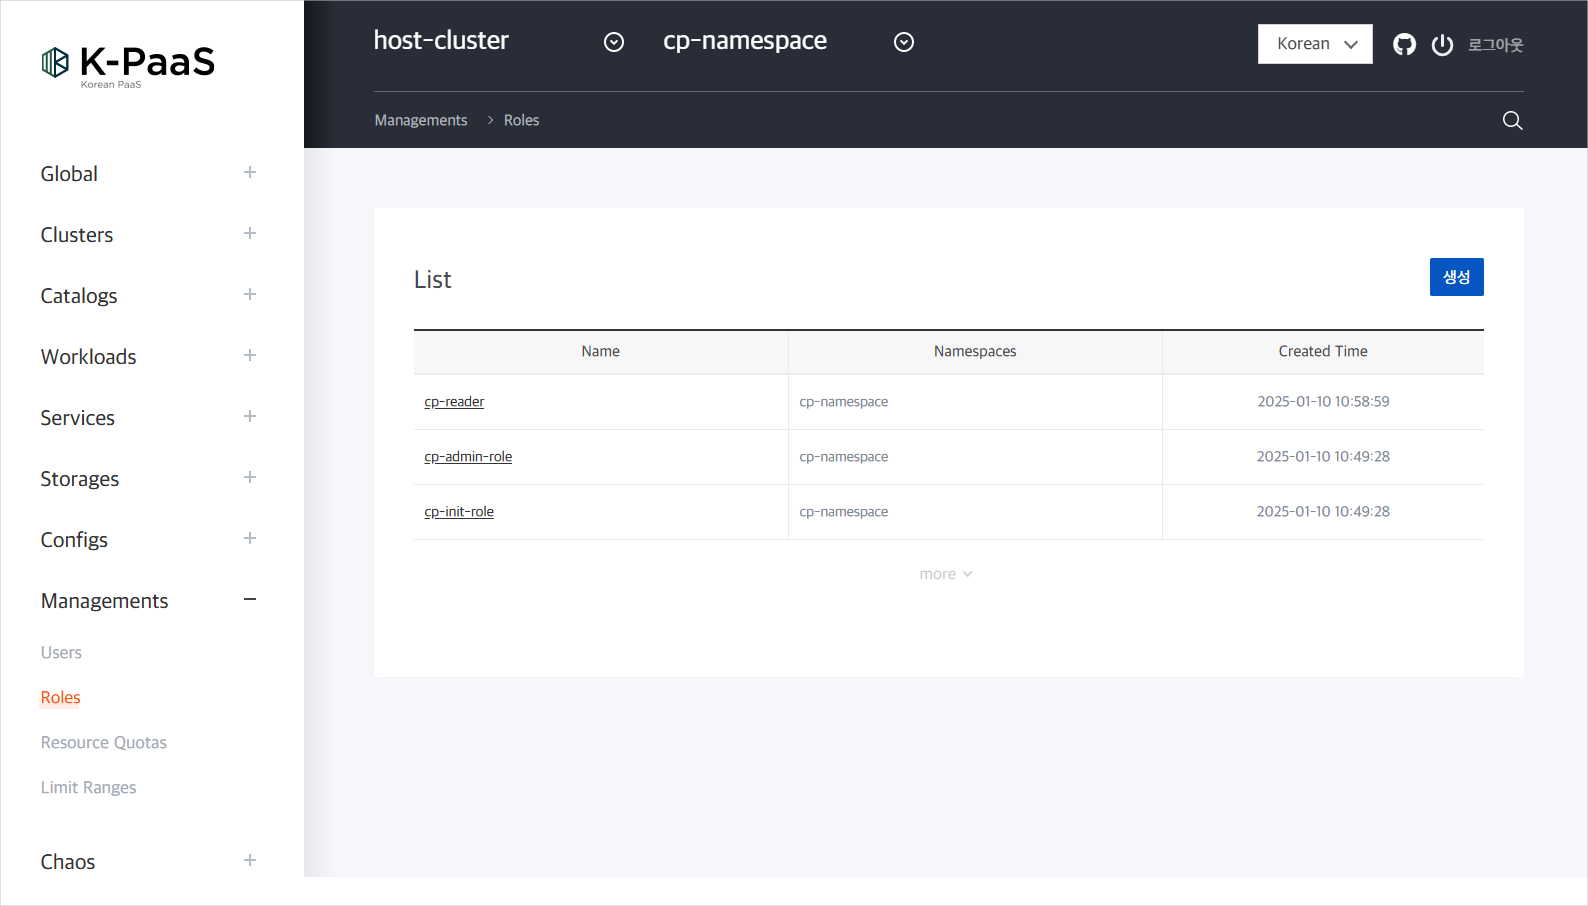 K-PaaS
Korean PaaS
host-cluster
cp-namespace
Korean
로그아웃
Managements > Roles
Global
Clusters
Catalogs
Workloads
Services
Storages
Configs
Managements
Users
Roles
Resource Quotas
Limit Ranges
Chaos
List
생성
Name Namespaces Created Time
cp-reader cp-namespace 2025-01-10 10:58:59
cp-admin-role cp-namespace 2025-01-10 10:49:28
cp-init-role cp-namespace 2025-01-10 10:49:28
more